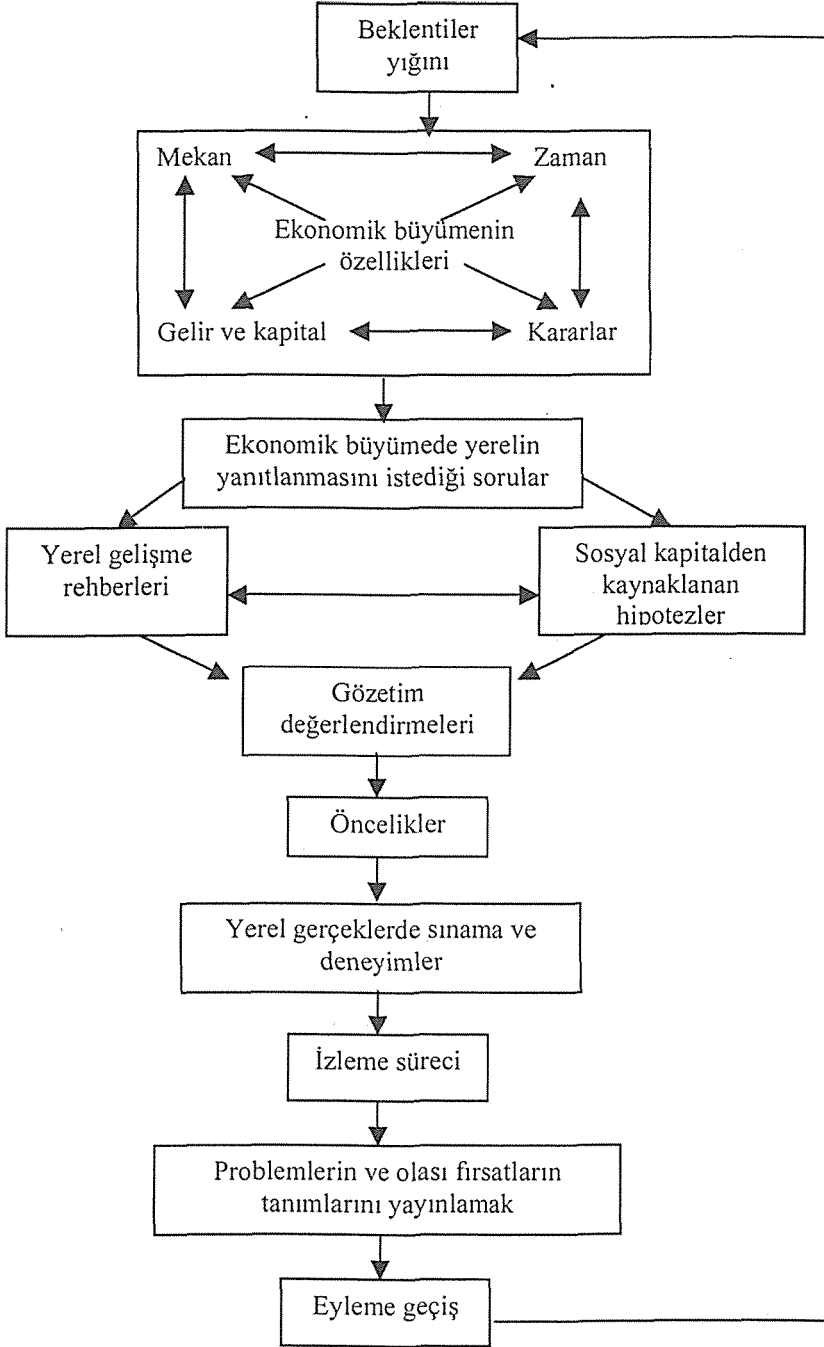 Beklentiler
yığını
Mekan
Zaman
Ekonomik büyümenin
özellikleri
Gelir ve kapital
Kararlar
Ekonomik büyümede yerelin
yanıtlanmasını istediği sorular
Yerel gelişme
rehberleri
Sosyal kapitalden
kaynaklanan
hipotezler
Gözetim
değerlendirmeleri
Öncelikler
Yerel gerçeklerde sınama ve
deneyimler
İzleme süreci
Problemlerin ve olası fırsatların
tanımlarını yayınlamak
Eyleme geçiş